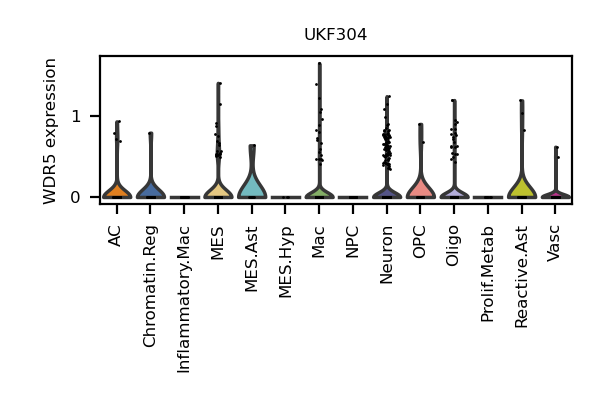 UKF304
WDR5 expression
1
0
AC
Chromatin.Reg
Inflammatory.Mac
MES
MES.Ast
MES.Hyp
Mac
NPC
Neuron
OPC
Oligo
Prolif.Metab
Reactive.Ast
Vasc